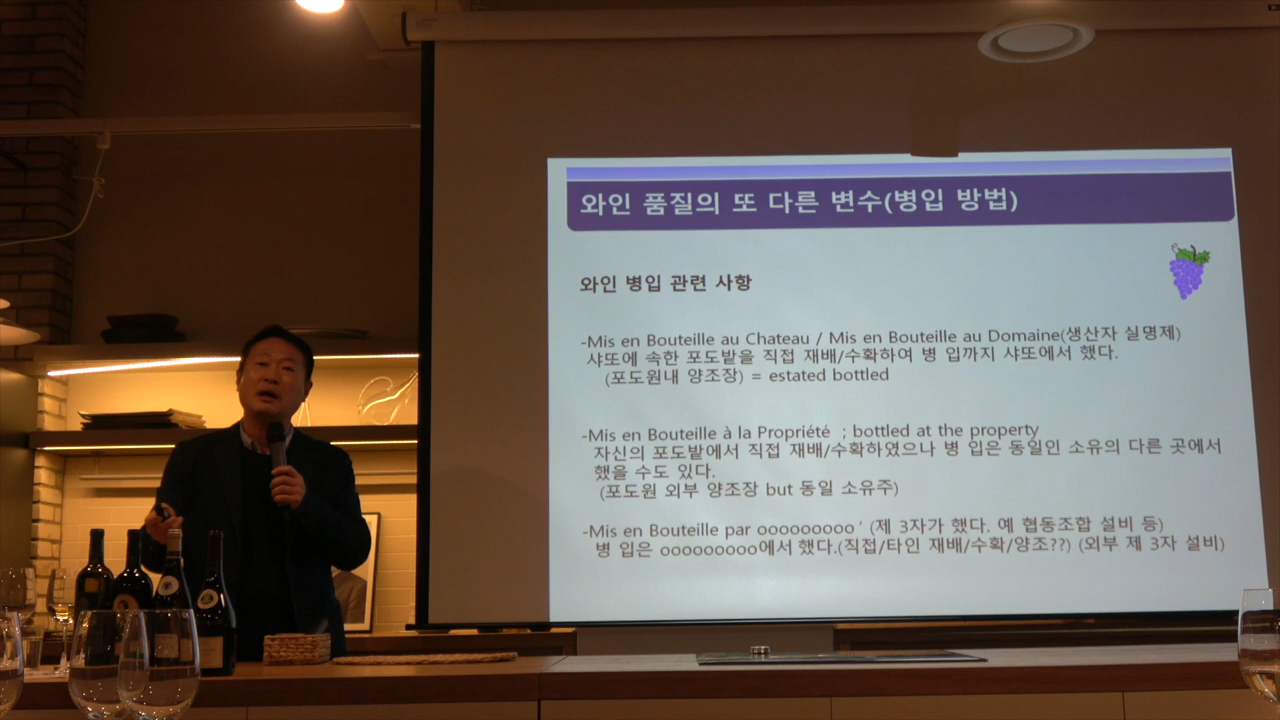 와인 품질의 또 다른 변수(병입 방법)
와인 병입 관련 사항
-Mis en Bouteille au Chateau / Mis en Bouteille au Domaine(생산자 실명제)
샤또에 속한 포도밭을 직접 재배/수확하여 병 입까지 샤또에서 했다.
(포도원내 양조장) = estated bottled
-Mis en Bouteille à la Propriété ; bottled at the property
자신의 포도밭에서 직접 재배/수확하였으나 병 입은 동일인 소유의 다른 곳에서
했을 수도 있다.
(포도원 외부 양조장 but 동일 소유주)
-Mis en Bouteille par ooooooooo ' (제 3자가 했다. 예 협동조합 설비 등)
병 입은 ooooooooo에서 했다.(직접/타인 재배/수확/양조??) (외부 제 3자 설비)